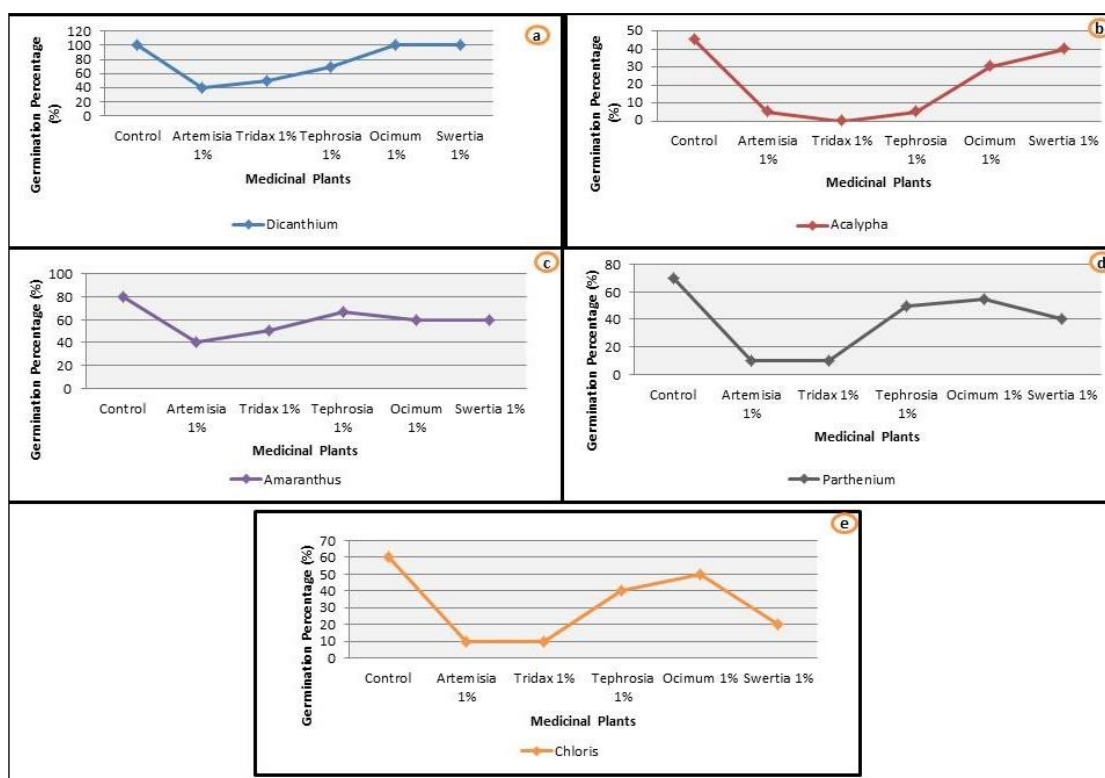 a
Germination Percentage
(%)
120
100
80
60
40
20
0
Control Artemisia Tridax 1% Tephrosia Ocimum Swertia
1% 1% 1% 1%
Medicinal Plants
Dicanthium
b
Germination Percentage
(%)
50
40
30
20
10
0
Control Artemisia Tridax 1% Tephrosia Ocimum Swertia 1%
1% 1% 1%
Medicinal Plants
Acalypha
c
Germination Percentage (%)
100
80
60
40
20
0
Control Artemisia Tridax 1% Tephrosia Ocimum Swertia 1%
1% 1% 1%
Medicinal Plants
Amaranthus
d
Germination Percentage (%)
80
60
40
20
0
Control Artemisia Tridax 1% Tephrosia Ocimum 1% Swertia 1%
1% 1%
Medicinal Plants
Parthenium
e
Germination Percentage (%)
70
60
50
40
30
20
10
0
Control Artemisia Tridax 1% Tephrosia Ocimum 1% Swertia 1%
1% 1%
Medicinal Plants
Chloris